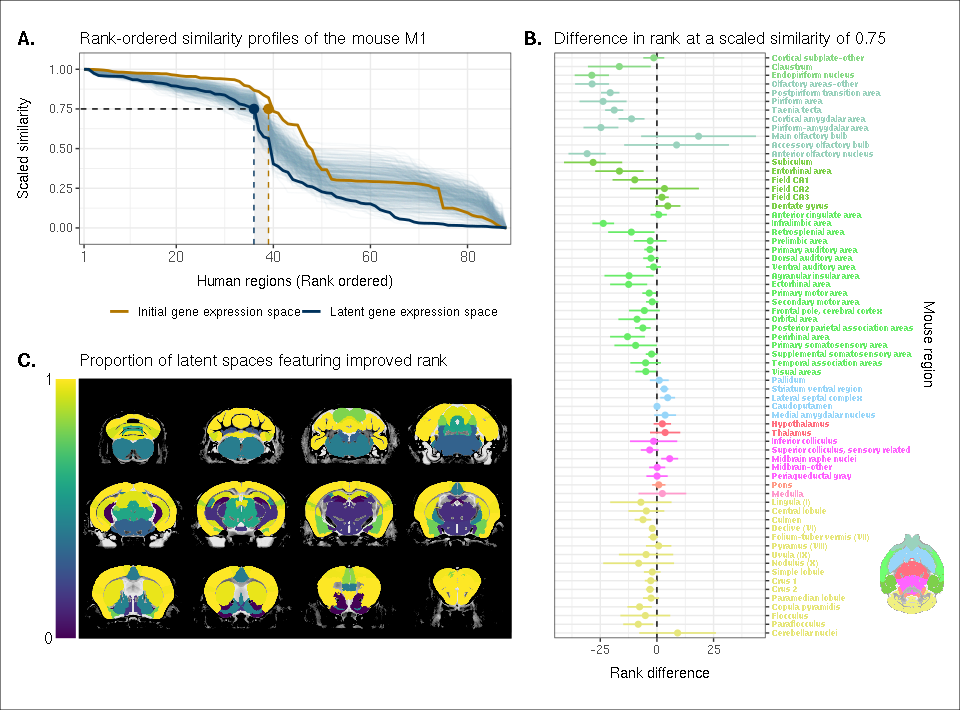 A.
Rank-ordered similarity profiles of the mouse M1
1.00
0.75
0.50
0.25
0.00
Scaled similarity
1
20
40
60
80
Human regions (Rank ordered)
Initial gene expression space
Latent gene expression space
B.
Difference in rank at a scaled similarity of 0.75
Cortical subplate-other
Claustrum
Endopiriform nucleus
Olfactory areas-other
Postpiriform transition area
Piriform area
Taenia tecta
Cortical amygdalar area
Piriform-amygdalar area
Main olfactory bulb
Accessory olfactory bulb
Anterior olfactory nucleus
Subiculum
Entorhinal area
Field CA1
Field CA2
Field CA3
Dentate gyrus
Anterior cingulate area
Infralimbic area
Retrosplenial area
Prelimbic area
Primary auditory area
Dorsal auditory area
Ventral auditory area
Agranular insular area
Ectorhinal area
Primary motor area
Secondary motor area
Frontal pole, cerebral cortex
Orbital area
Posterior parietal association areas
Perirhinal area
Primary somatosensory area
Supplemental somatosensory area
Temporal association areas
Visual areas
Pallidum
Striatum ventral region
Lateral septal complex
Caudoputamen
Medial amygdalar nucleus
Hypothalamus
Thalamus
Inferior colliculus
Superior colliculus, sensory related
Midbrain raphe nuclei
Midbrain-other
Periaqueductal gray
Pons
Medulla
Lingula (I)
Central lobule
Culmen
Declive (VI)
Folium-tuber vermis (VII)
Pyramus (VIII)
Uvula (IX)
Nodulus (X)
Simple lobule
Crus 1
Crus 2
Paramedian lobule
Copula pyramidis
Flocculus
Paraflocculus
Cerebellar nuclei
-25
0
25
Rank difference
Mouse region
C.
Proportion of latent spaces featuring improved rank
1
0